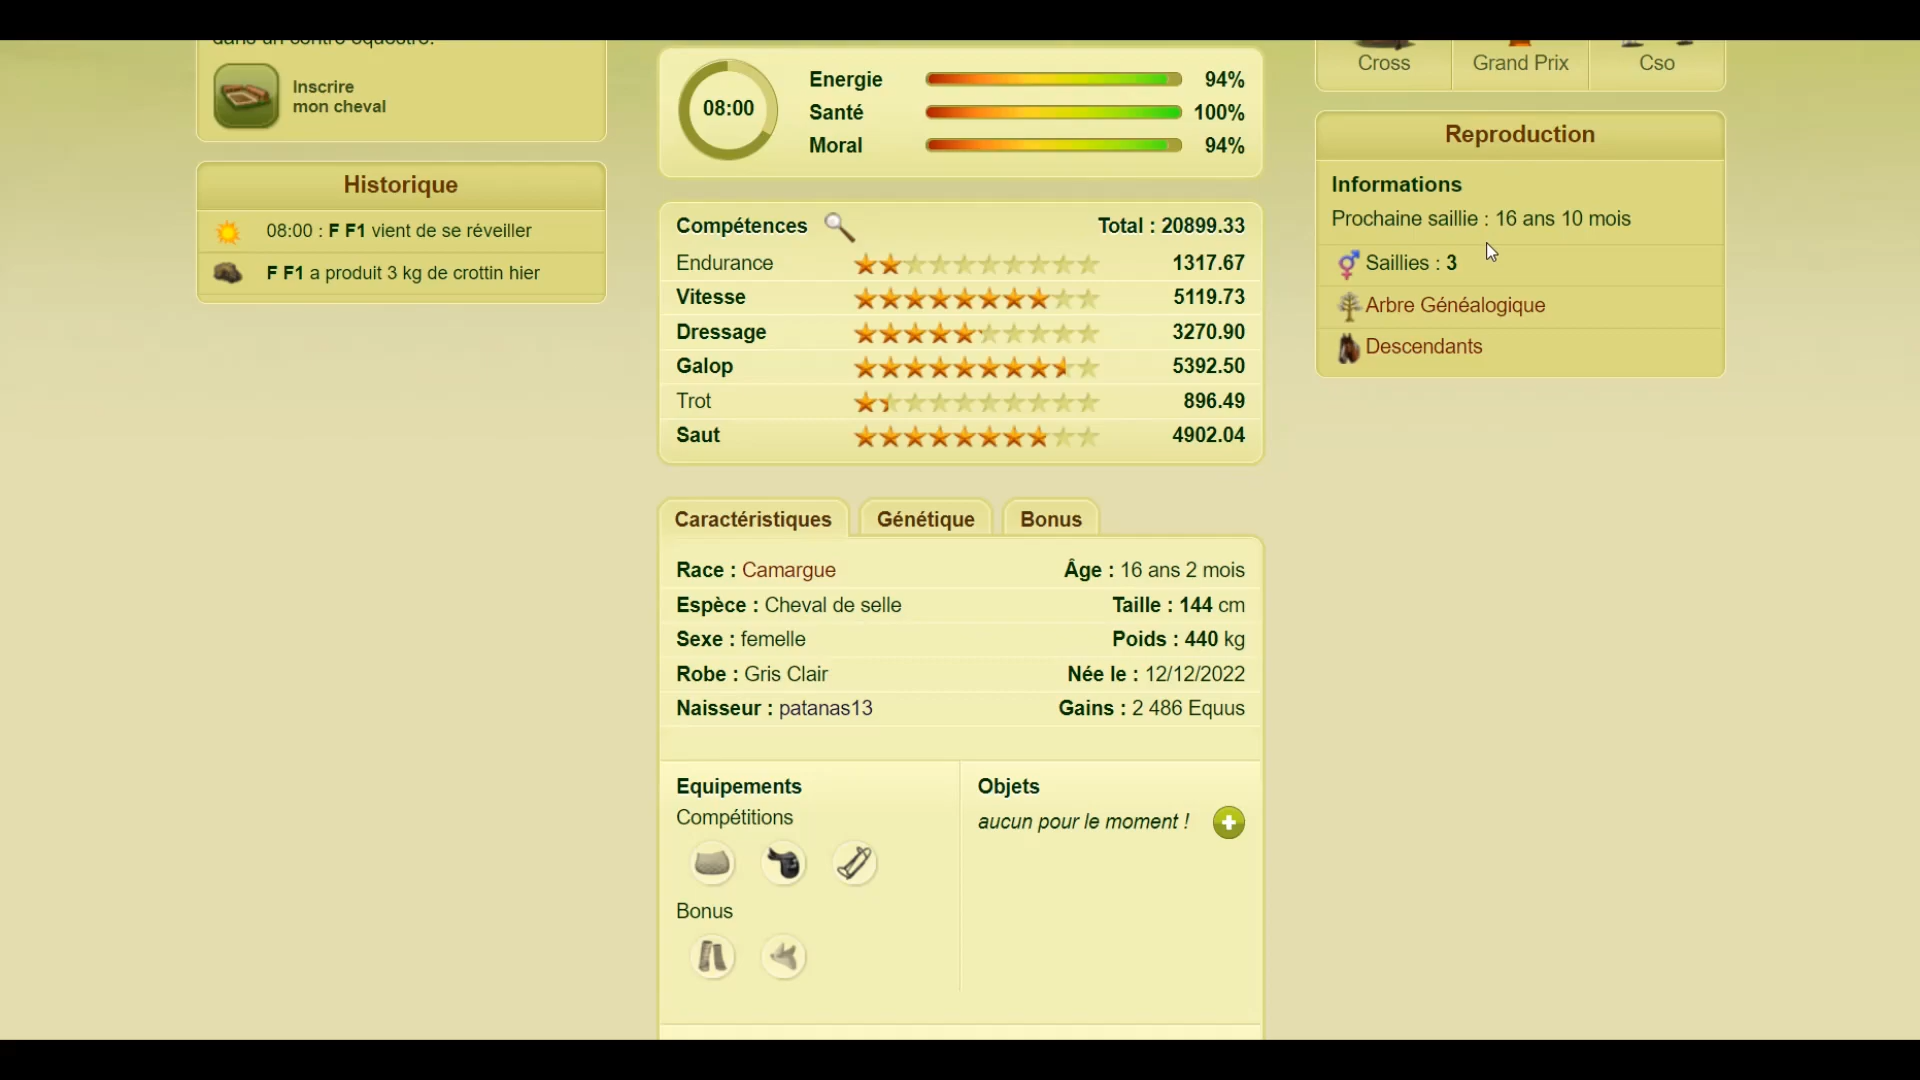 dans un centre équestre.
Inscrire
mon cheval
Historique
08:00 : F F1 vient de se réveiller
F F1 a produit 3 kg de crottin hier
08:00
Energie 94%
Santé 100%
Moral 94%
Compétences Total : 20899.33
Endurance 1317.67
Vitesse 5119.73
Dressage 3270.90
Galop 5392.50
Trot 896.49
Saut 4902.04
Caractéristiques Génétique Bonus
Race : Camargue Âge : 16 ans 2 mois
Espèce : Cheval de selle Taille : 144 cm
Sexe : femelle Poids : 440 kg
Robe : Gris Clair Née le : 12/12/2022
Naisseur : patanas13 Gains : 2 486 Equus
Equipements
Compétitions
Bonus
Objets
aucun pour le moment !
Cross Grand Prix Cso
Reproduction
Informations
Prochaine saillie : 16 ans 10 mois
Saillies : 3
Arbre Généalogique
Descendants